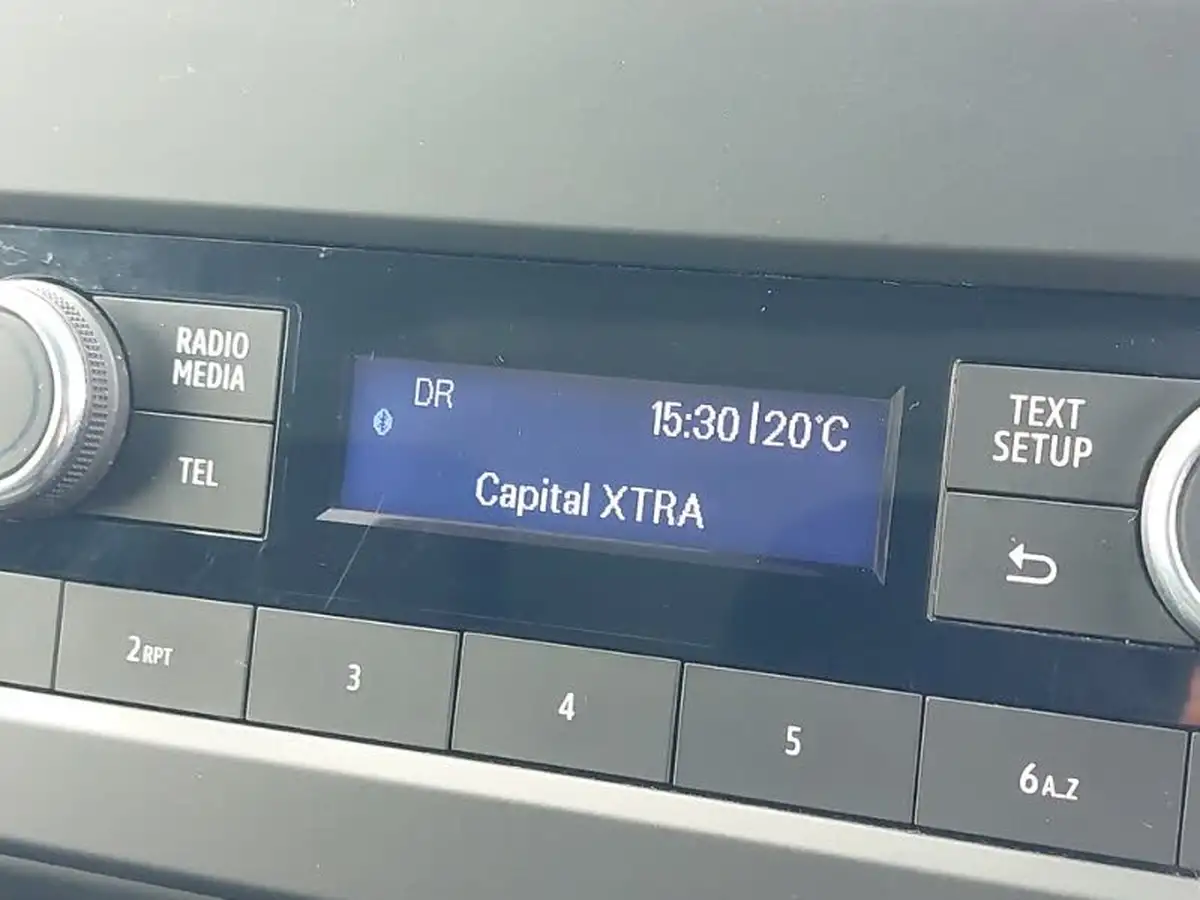 RADIO
MEDIA
TEL
DR
15:30|20°C
Capital XTRA
TEXT
SETUP
2RPT
3
4
5
6A_Z